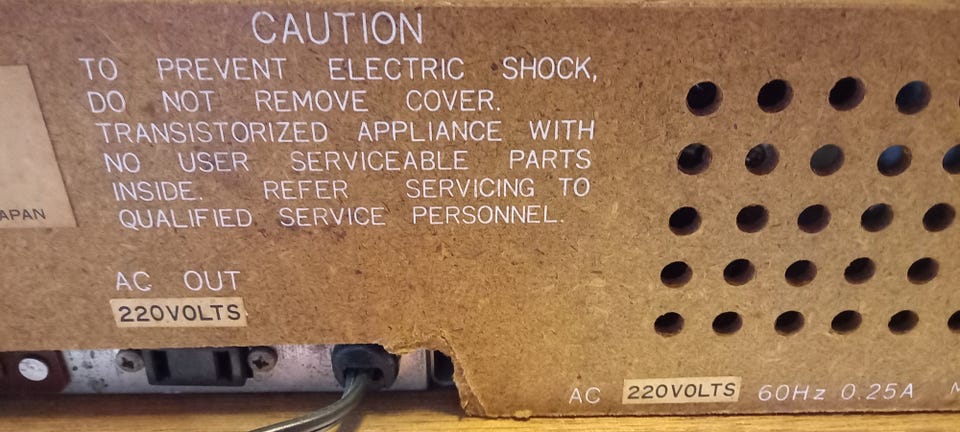 CAUTION
TO PREVENT ELECTRIC SHOCK,
DO NOT REMOVE COVER.
TRANSISTORIZED APPLIANCE WITH
NO USER SERVICEABLE PARTS
INSIDE. REFER SERVICING TO
QUALIFIED SERVICE PERSONNEL.
APAN
AC OUT
220VOLTS
AC 220VOLTS 60Hz 0.25A